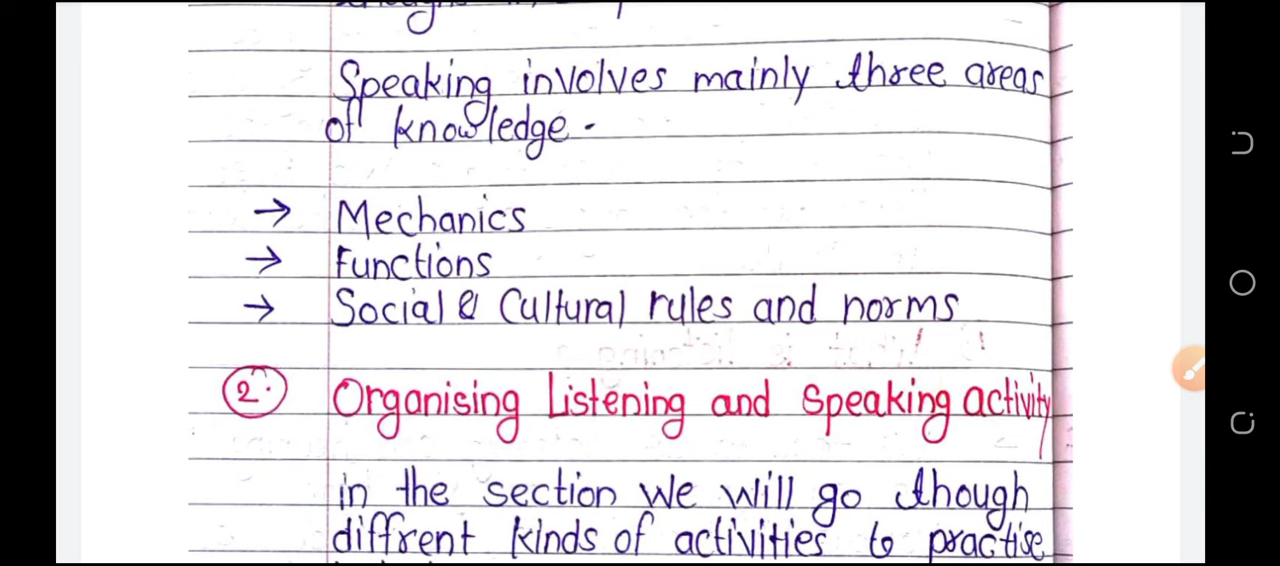 Speaking involves mainly three areas
of knowledge.
→ Mechanics
→ Functions
→ Social & Cultural rules and norms
2. Organising Listening and Speaking activity
in the section We will go though
diffrent kinds of activities to practise